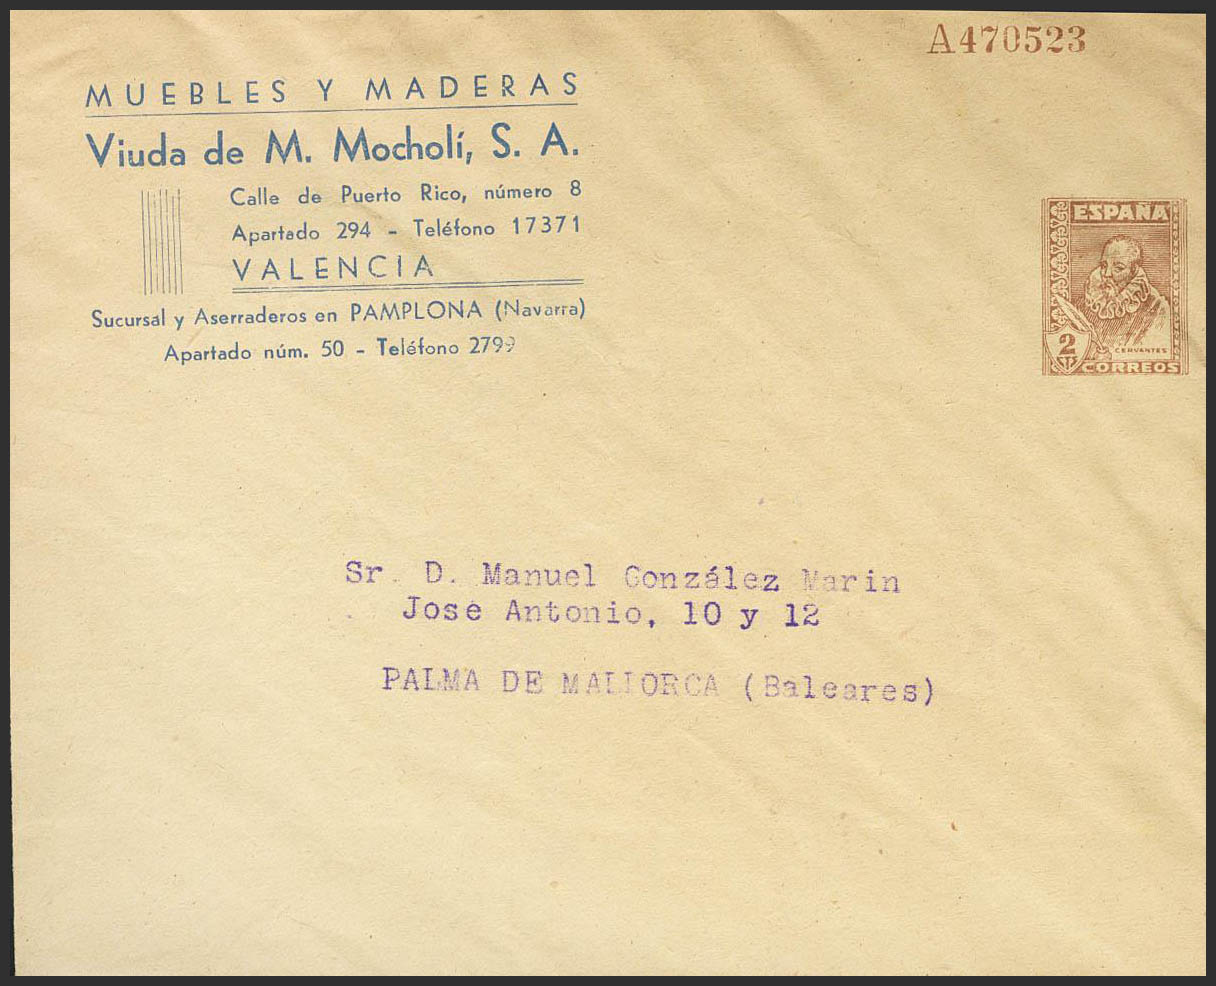 A470523
MUEBLES Y MADERAS
Viuda de M. Mocholí, S. A.
Calle de Puerto Rico, número 8
Apartado 294 - Teléfono 17371
VALENCIA
Sucursal y Aserraderos en PAMPLONA (Navarra)
Apartado núm. 50 - Teléfono 2799
ESPAÑA
2 CTS
CERVANTES
CORREOS
Sr. D. Manuel González Marin
José Antonio, 10 y 12
PALMA DE MALLORCA (Baleares)